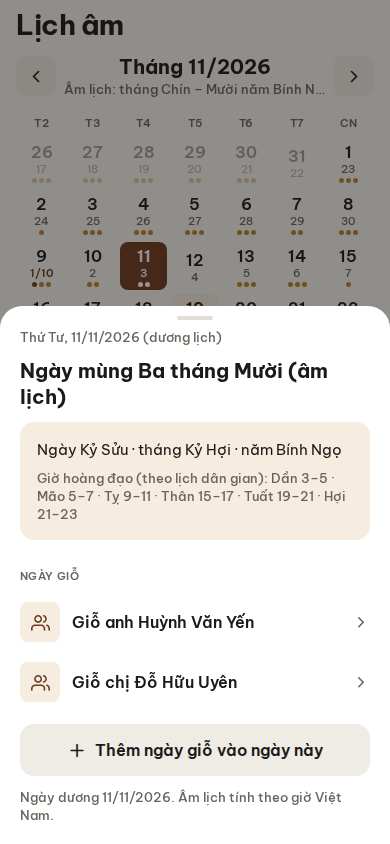 Lịch âm
Tháng 11/2026
Âm lịch: tháng Chín – Mười năm Bính N...
T2 T3 T4 T5 T6 T7 CN
26 27 28 29 30 31 1
17 18 19 20 21 22 23
2 3 4 5 6 7 8
24 25 26 27 28 29 30
9 10 11 12 13 14 15
1/10 2 3 4 5 6 7
Thứ Tư, 11/11/2026 (dương lịch)
Ngày mùng Ba tháng Mười (âm
lịch)
Ngày Kỷ Sửu · tháng Kỷ Hợi · năm Bính Ngọ
Giờ hoàng đạo (theo lịch dân gian): Dần 3–5 ·
Mão 5–7 · Tỵ 9–11 · Thân 15–17 · Tuất 19–21 · Hợi
21–23
NGÀY GIỖ
Giỗ anh Huỳnh Văn Yến
Giỗ chị Đỗ Hữu Uyên
Thêm ngày giỗ vào ngày này
Ngày dương 11/11/2026. Âm lịch tính theo giờ Việt
Nam.